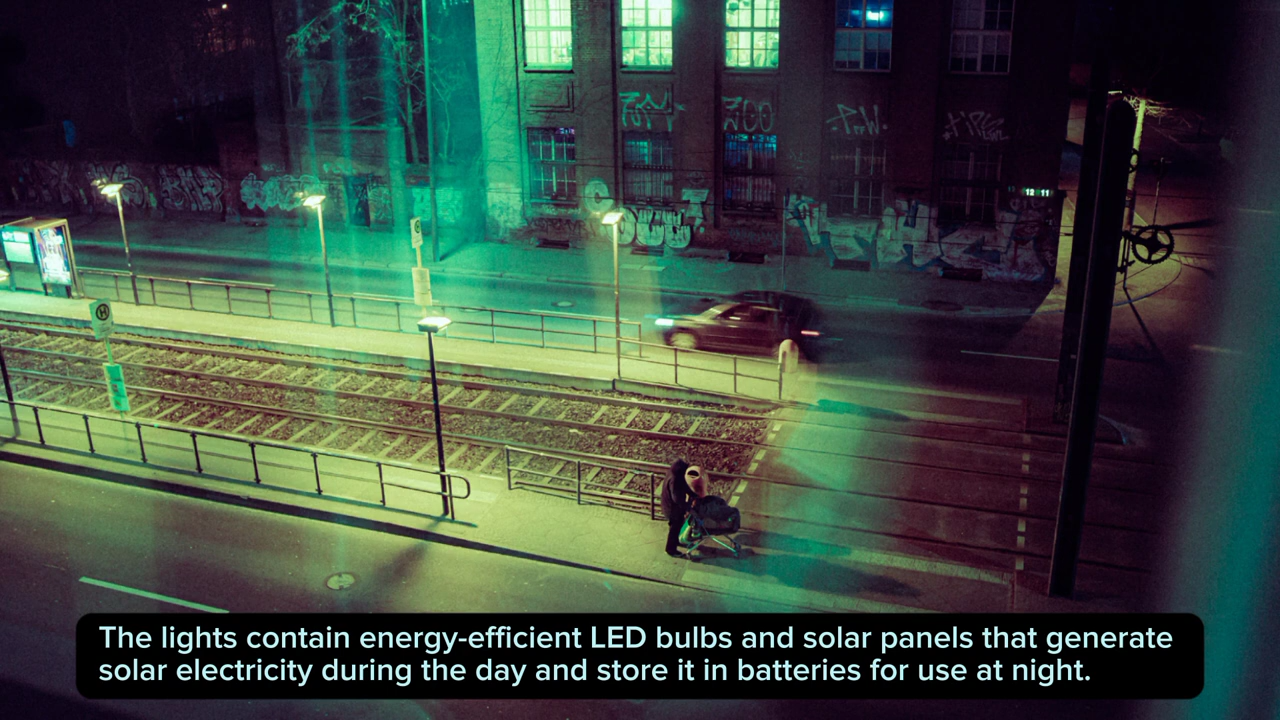 ZOO
P.W.
H
The lights contain energy-efficient LED bulbs and solar panels that generate
solar electricity during the day and store it in batteries for use at night.